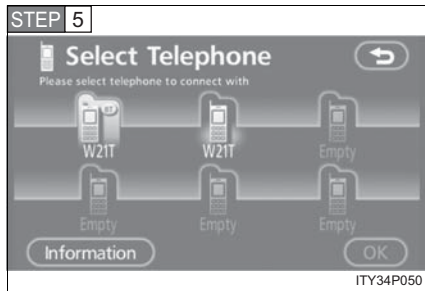 STEP 5
Select Telephone
Please select telephone to connect with
BT
W21T W21T Empty
Empty Empty Empty
Information OK
ITY34P050